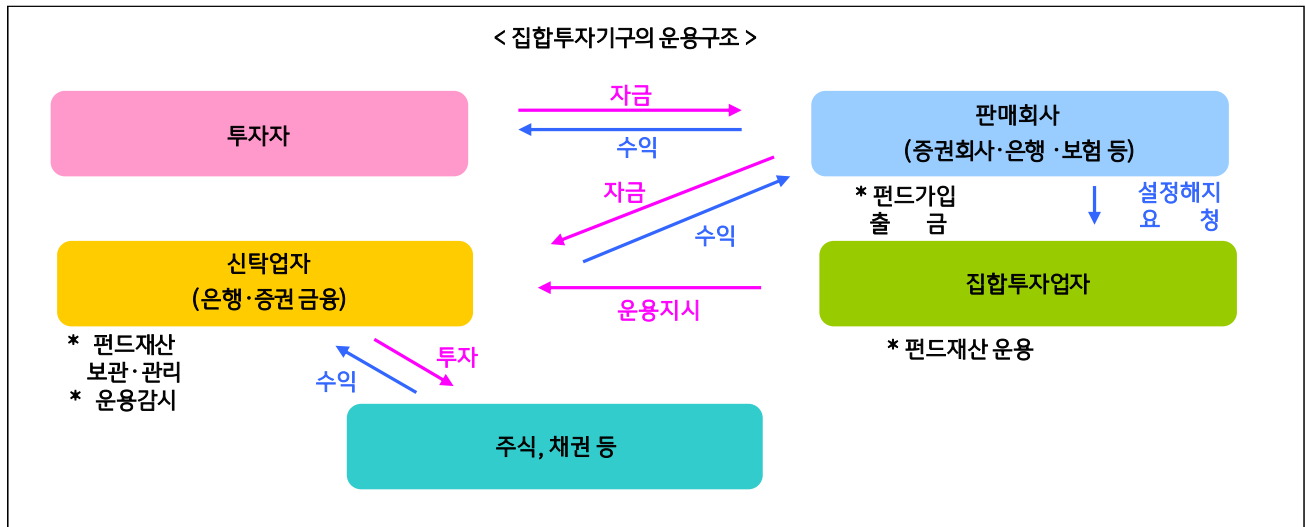 < 집합투자기구의 운용구조 >
투자자
자금
수익
판매회사
(증권회사·은행 ·보험 등)
자금
수익
* 펀드가입
출 금
설정해지
요 청
신탁업자
(은행·증권 금융)
운용지시
집합투자업자
* 펀드재산
보관·관리
* 운용감시
수익
투자
* 펀드재산 운용
주식, 채권 등